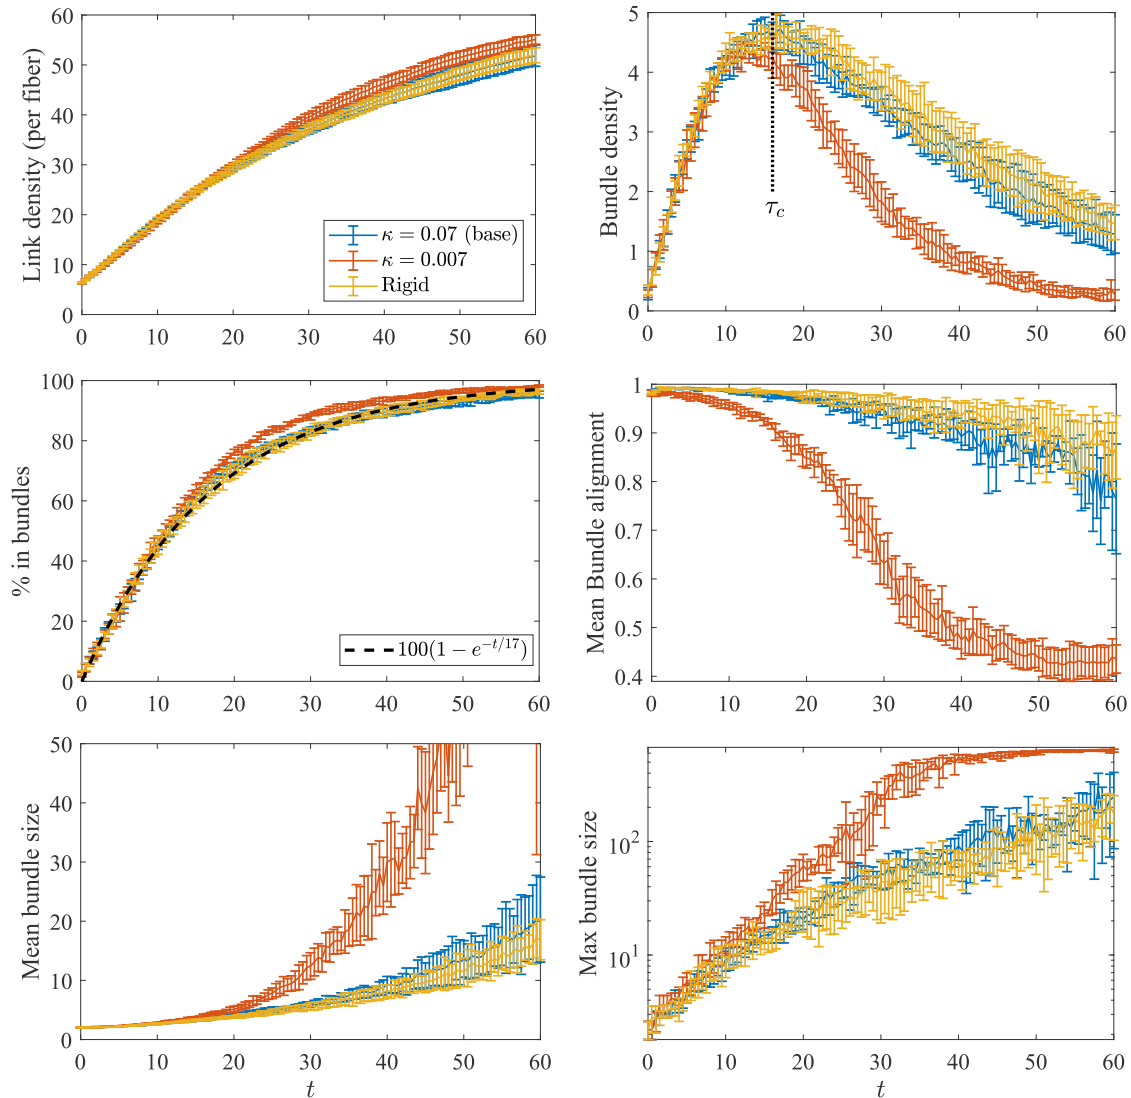 Link density (per fiber)
60
50
40
30
20
10
0
0 10 20 30 40 50 60
κ = 0.07 (base)
κ = 0.007
Rigid
Bundle density
5
4
3
2
1
0
τc
0 10 20 30 40 50 60
% in bundles
100
80
60
40
20
0
100(1 − e^{−t/17})
0 10 20 30 40 50 60
Mean Bundle alignment
1
0.9
0.8
0.7
0.6
0.5
0.4
0 10 20 30 40 50 60
Mean bundle size
50
40
30
20
10
0
0 10 20 30 40 50 60
t
Max bundle size
10²
10¹
0 10 20 30 40 50 60
t